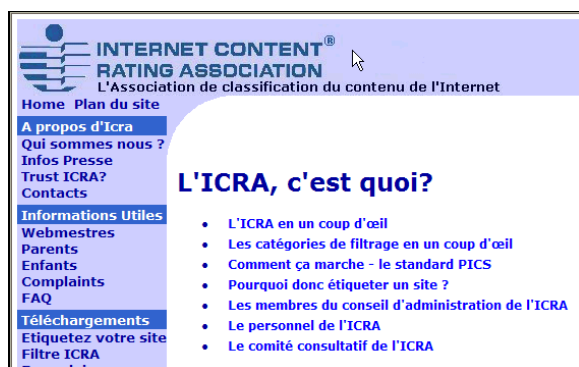 INTERNET CONTENT®
RATING ASSOCIATION
L'Association de classification du contenu de l'Internet
Home Plan du site
A propos d'Icra
Qui sommes nous ?
Infos Presse
Trust ICRA?
Contacts
Informations Utiles
Webmestres
Parents
Enfants
Complaints
FAQ
Téléchargements
Etiquetez votre site
Filtre ICRA
L'ICRA, c'est quoi?
L'ICRA en un coup d'œil
Les catégories de filtrage en un coup d'œil
Comment ça marche - le standard PICS
Pourquoi donc étiqueter un site ?
Les membres du conseil d'administration de l'ICRA
Le personnel de l'ICRA
Le comité consultatif de l'ICRA